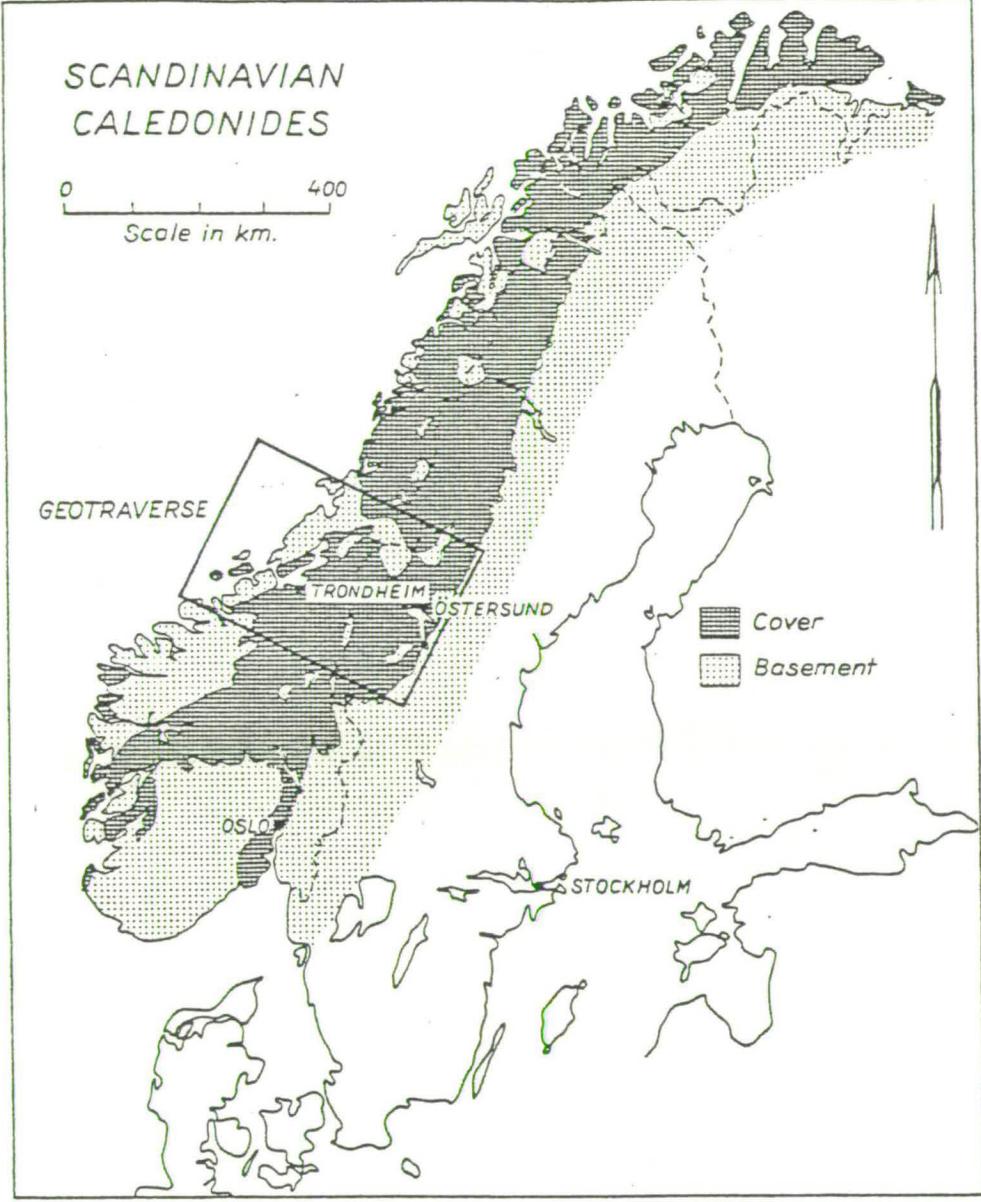 SCANDINAVIAN
CALEDONIDES
0 400
Scale in km.
GEOTRAVERSE
TRONDHEIM
ÖSTERSUND
Cover
Basement
OSLO
STOCKHOLM